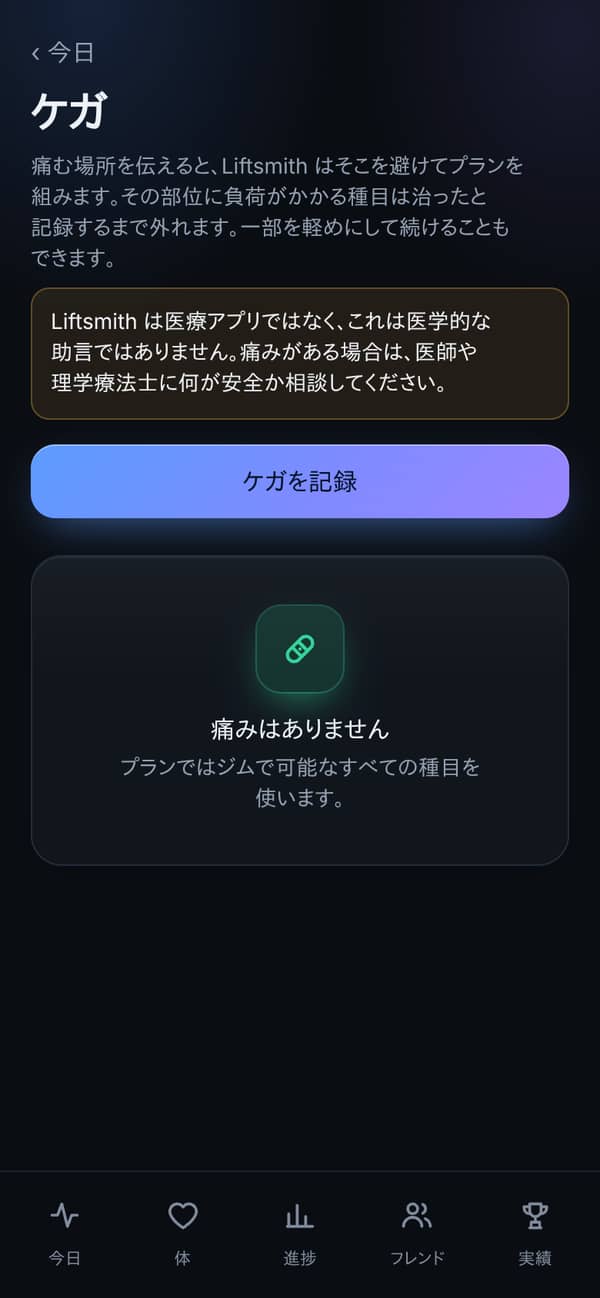 ‹ 今日
ケガ
痛む場所を伝えると、Liftsmith はそこを避けてプランを
組みます。その部位に負荷がかかる種目は治ったと
記録するまで外れます。一部を軽めにして続けることも
できます。
Liftsmith は医療アプリではなく、これは医学的な
助言ではありません。痛みがある場合は、医師や
理学療法士に何が安全か相談してください。
ケガを記録
痛みはありません
プランではジムで可能なすべての種目を
使います。
今日
体
進捗
フレンド
実績